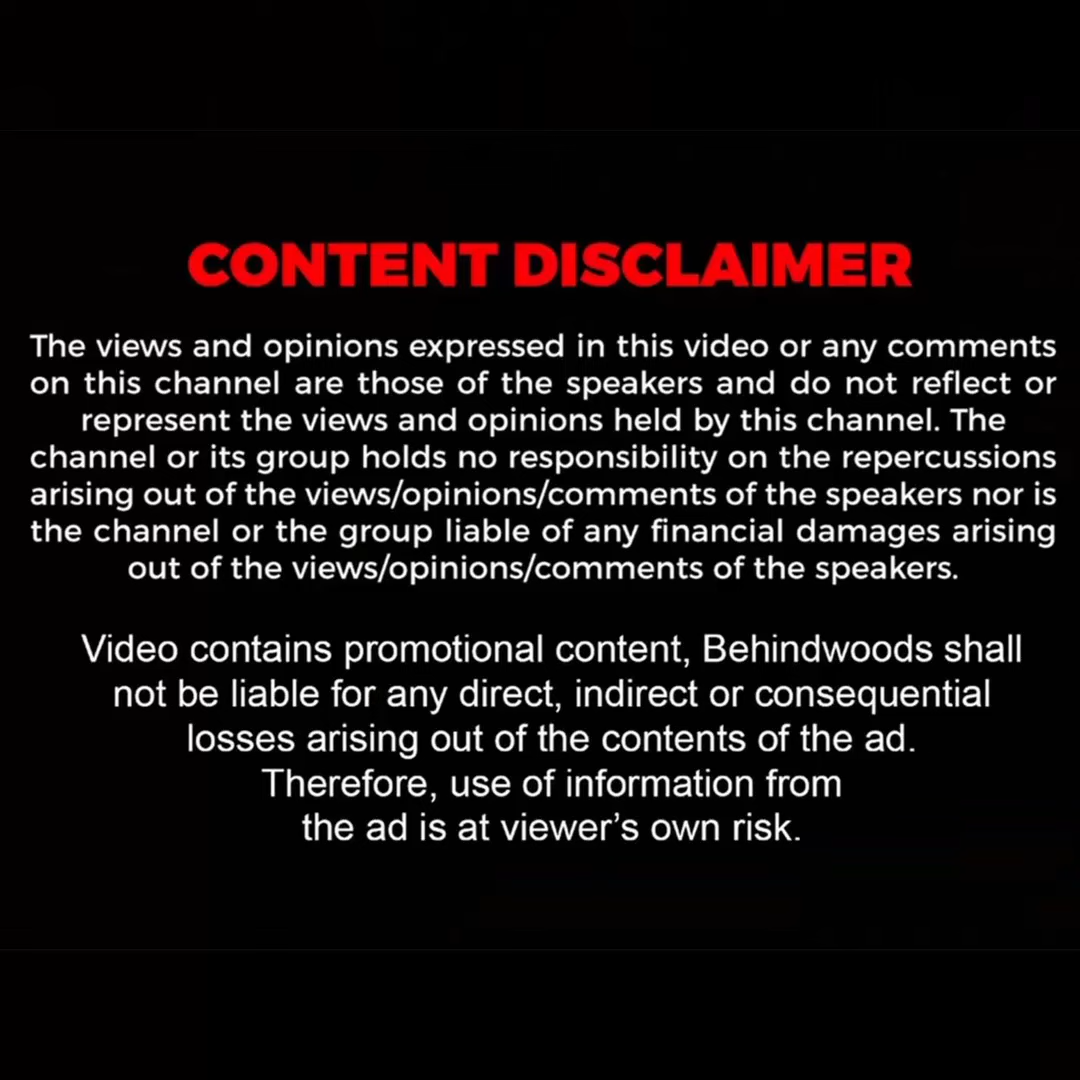 CONTENT DISCLAIMER
The views and opinions expressed in this video or any comments
on this channel are those of the speakers and do not reflect or
represent the views and opinions held by this channel. The
channel or its group holds no responsibility on the repercussions
arising out of the views/opinions/comments of the speakers nor is
the channel or the group liable of any financial damages arising
out of the views/opinions/comments of the speakers.
Video contains promotional content, Behindwoods shall
not be liable for any direct, indirect or consequential
losses arising out of the contents of the ad.
Therefore, use of information from
the ad is at viewer’s own risk.